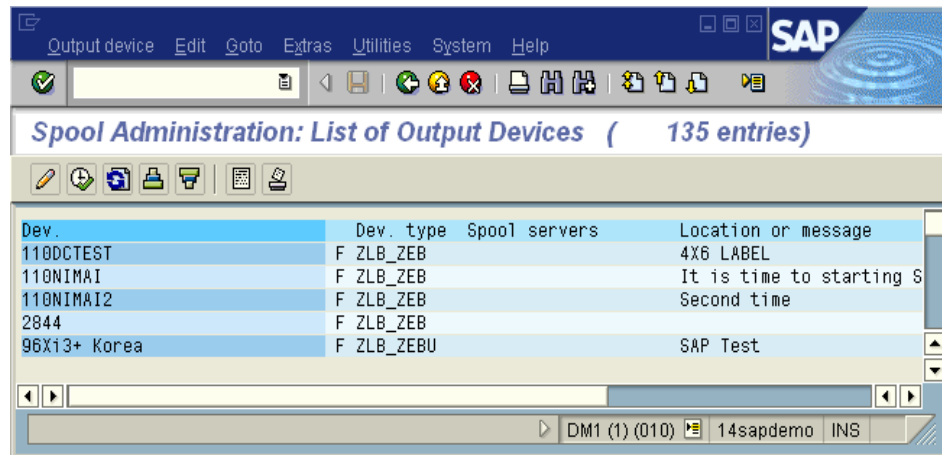 SAP
Output device Edit Goto Extras Utilities System Help
Spool Administration: List of Output Devices ( 135 entries)
Dev. Dev. type Spool servers Location or message
110DCTEST F ZLB_ZEB 4X6 LABEL
110NIMAI F ZLB_ZEB It is time to starting S
110NIMAI2 F ZLB_ZEB Second time
2844 F ZLB_ZEB
96Xi3+ Korea F ZLB_ZEBU SAP Test
DM1 (1) (010) 14sapdemo INS